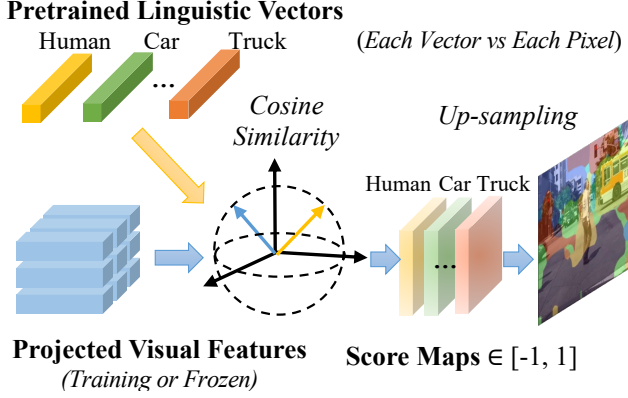 Pretrained Linguistic Vectors
Human Car Truck
(Each Vector vs Each Pixel)
...
Cosine
Similarity
Up-sampling
Human Car Truck
...
Projected Visual Features
(Training or Frozen)
Score Maps ∈ [-1, 1]